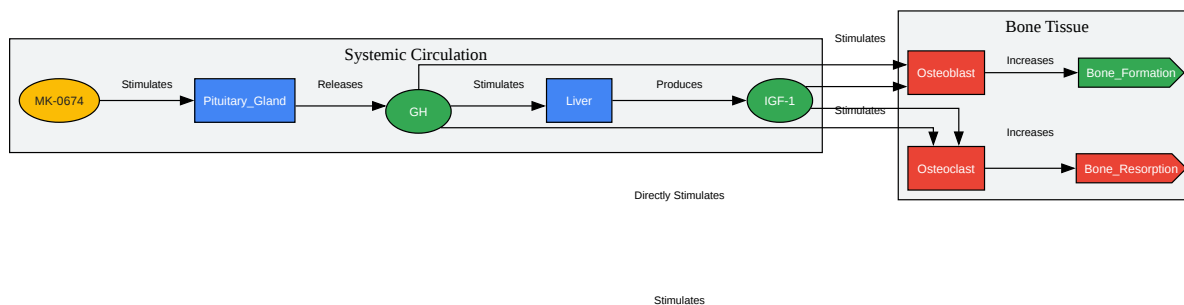 Bone Tissue
Systemic Circulation
Stimulates
MK-0674
Stimulates
Pituitary_Gland
Releases
GH
Stimulates
Liver
Produces
IGF-1
Stimulates
Osteoblast
Increases
Bone_Formation
Osteoclast
Increases
Bone_Resorption
Directly Stimulates
Stimulates